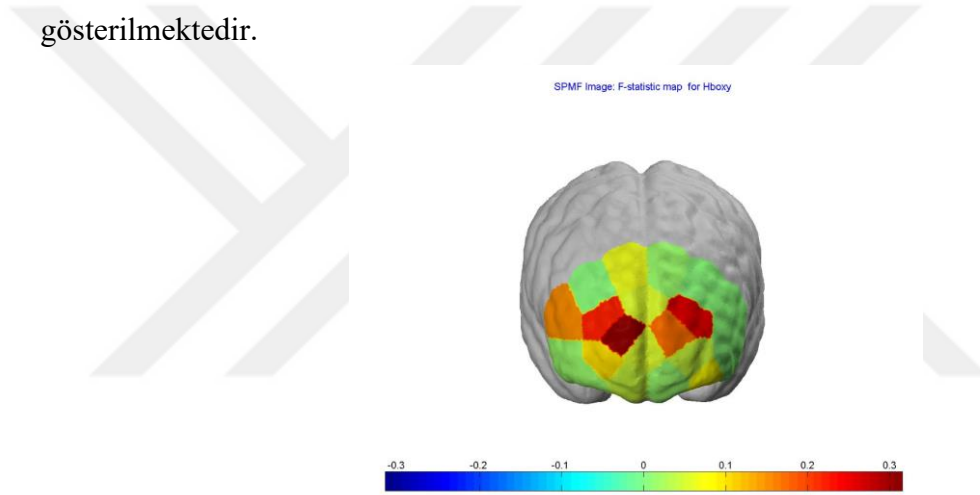 gösterilmektedir.
SPMF Image: F-statistic map for Hboxy
-0.3 -0.2 -0.1 0 0.1 0.2 0.3